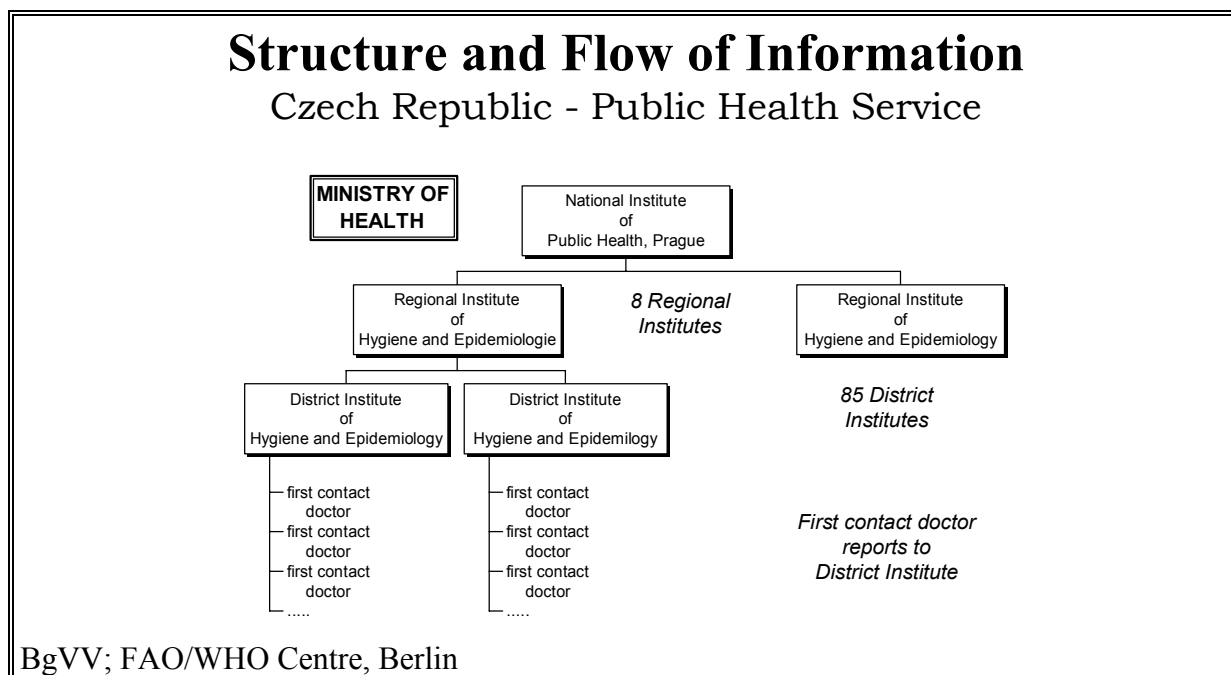 Structure and Flow of Information
Czech Republic - Public Health Service
MINISTRY OF
HEALTH
National Institute
of
Public Health, Prague
Regional Institute
of
Hygiene and Epidemiologie
8 Regional
Institutes
Regional Institute
of
Hygiene and Epidemiology
District Institute
of
Hygiene and Epidemiology
District Institute
of
Hygiene and Epidemilogy
85 District
Institutes
first contact
doctor
first contact
doctor
first contact
doctor
.....
first contact
doctor
first contact
doctor
first contact
doctor
.....
First contact doctor
reports to
District Institute
BgVV; FAO/WHO Centre, Berlin